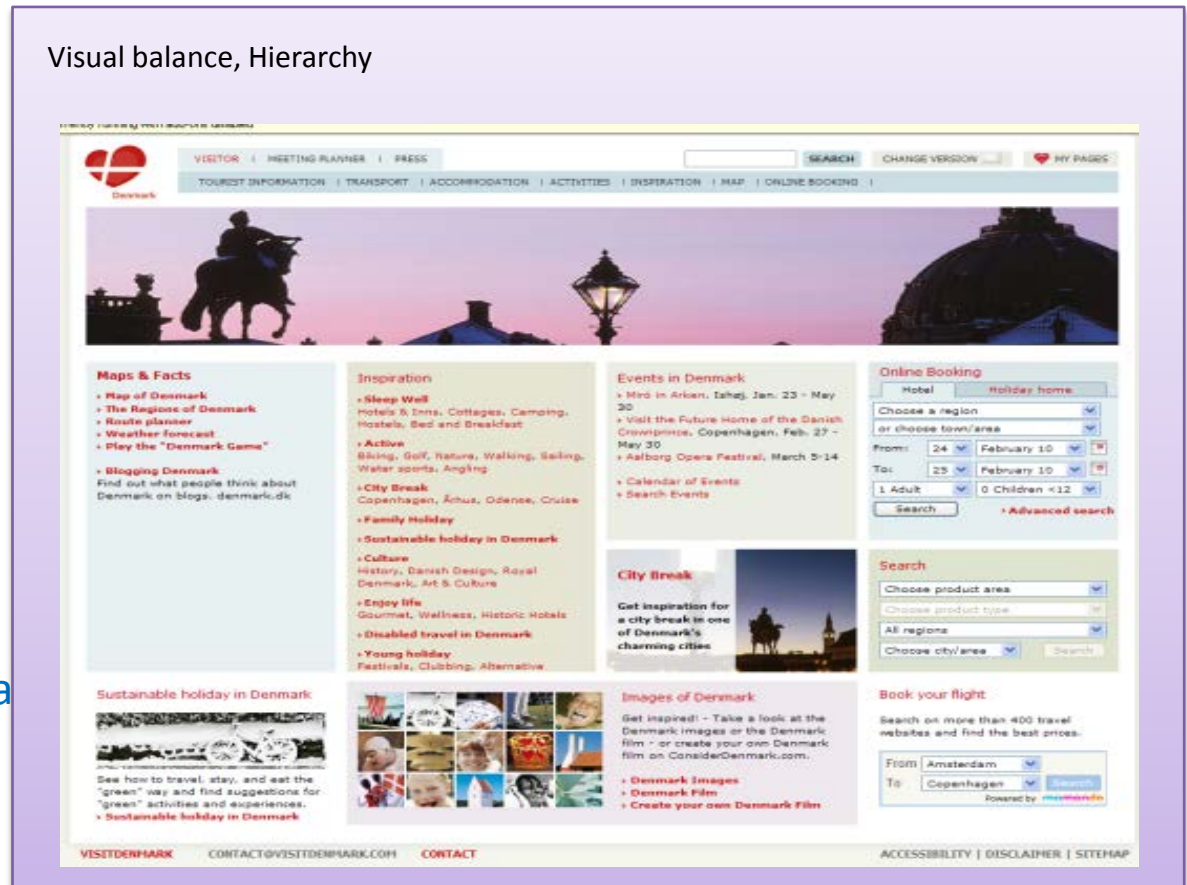 Visual balance, Hierarchy
VISITOR | MEETING PLANNER | PRESS
SEARCH
CHANGE VERSION
MY PAGES
TOURIST INFORMATION | TRANSPORT | ACCOMMODATION | ACTIVITIES | INSPIRATION | MAP | ONLINE BOOKING |
Denmark
Maps & Facts
› Map of Denmark
› The Regions of Denmark
› Route planner
› Weather forecast
› Play the "Denmark Game"
› Blogging Denmark
Find out what people think about
Denmark on blogs. denmark.dk
Inspiration
› Sleep Well
Hotels & Inns, Cottages, Camping,
Hostels, Bed and Breakfast
› Active
Biking, Golf, Nature, Walking, Sailing,
Water sports, Angling
› City Break
Copenhagen, Århus, Odense, Cruise
› Family Holiday
› Sustainable holiday in Denmark
› Culture
History, Danish Design, Royal
Denmark, Art & Culture
› Enjoy life
Gourmet, Wellness, Historic Hotels
› Disabled travel in Denmark
› Young holiday
Festivals, Clubbing, Alternative
Events in Denmark
› Miró in Arken, Ishøj, Jan. 23 - May
30
› Visit the Future Home of the Danish
Crownprince, Copenhagen, Feb. 27 -
May 30
› Aalborg Opera Festival, March 5-14
› Calendar of Events
› Search Events
City Break
Get inspiration for
a city break in one
of Denmark's
charming cities
Online Booking
Hotel
Holiday home
Choose a region
or choose town/area
From: 24 February 10
To: 25 February 10
1 Adult 0 Children <12
Search › Advanced search
Search
Choose product area
Choose product type
All regions
Choose city/area Search
a
Sustainable holiday in Denmark
See how to travel, stay, and eat the
"green" way and find suggestions for
"green" activities and experiences.
› Sustainable holiday in Denmark
Images of Denmark
Get inspired! - Take a look at the
Denmark images or the Denmark
film - or create your own Denmark
film on ConsiderDenmark.com.
› Denmark Images
› Denmark Film
› Create your own Denmark Film
Book your flight
Search on more than 400 travel
websites and find the best prices.
From Amsterdam
To Copenhagen Search
Powered by momondo
VISITDENMARK CONTACT@VISITDENMARK.COM CONTACT
ACCESSIBILITY | DISCLAIMER | SITEMAP